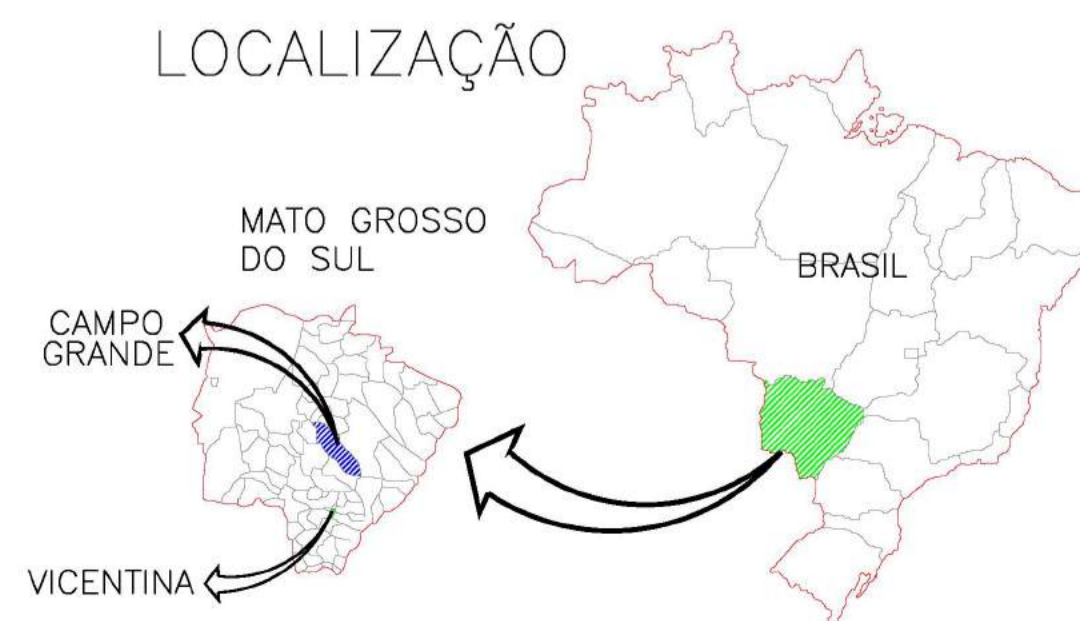 LOCALIZAÇÃO
MATO GROSSO
DO SUL
BRASIL
CAMPO
GRANDE
VICENTINA